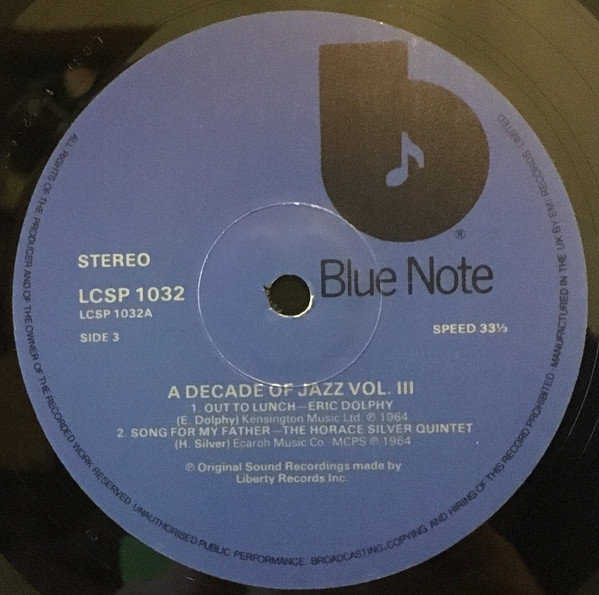 b
®
Blue Note
STEREO
LCSP 1032
LCSP 1032A
SIDE 3
SPEED 33⅓
A DECADE OF JAZZ VOL. III
1. OUT TO LUNCH—ERIC DOLPHY
(E. Dolphy) Kensington Music Ltd. ℗ 1964
2. SONG FOR MY FATHER—THE HORACE SILVER QUINTET
(H. Silver) Ecaroh Music Co. MCPS ℗ 1964
℗ Original Sound Recordings made by
Liberty Records Inc.
ALL RIGHTS OF THE PRODUCER AND OF THE OWNER OF THE RECORDED WORK RESERVED. UNAUTHORISED PUBLIC PERFORMANCE, BROADCASTING, COPYING AND HIRING OF THIS RECORD PROHIBITED · MANUFACTURED IN THE UK BY EMI RECORDS LIMITED